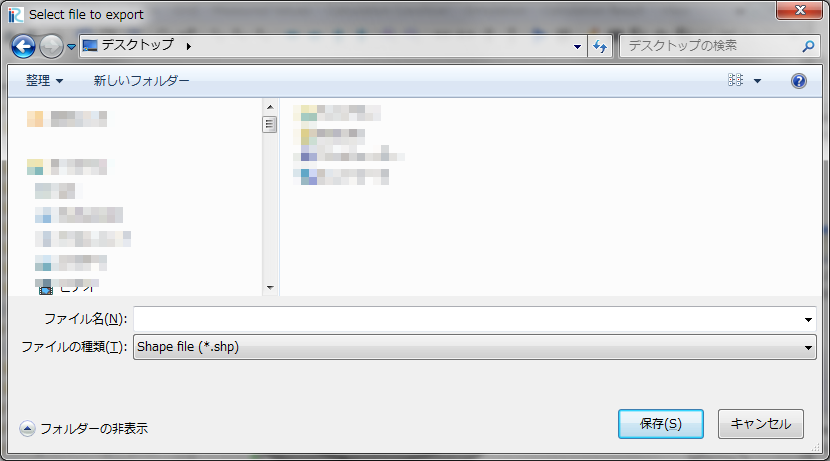 Select file to export
デスクトップ
デスクトップの検索
整理
新しいフォルダー
ファイル名(N):
ファイルの種類(T):
Shape file (*.shp)
フォルダーの非表示
保存(S)
キャンセル